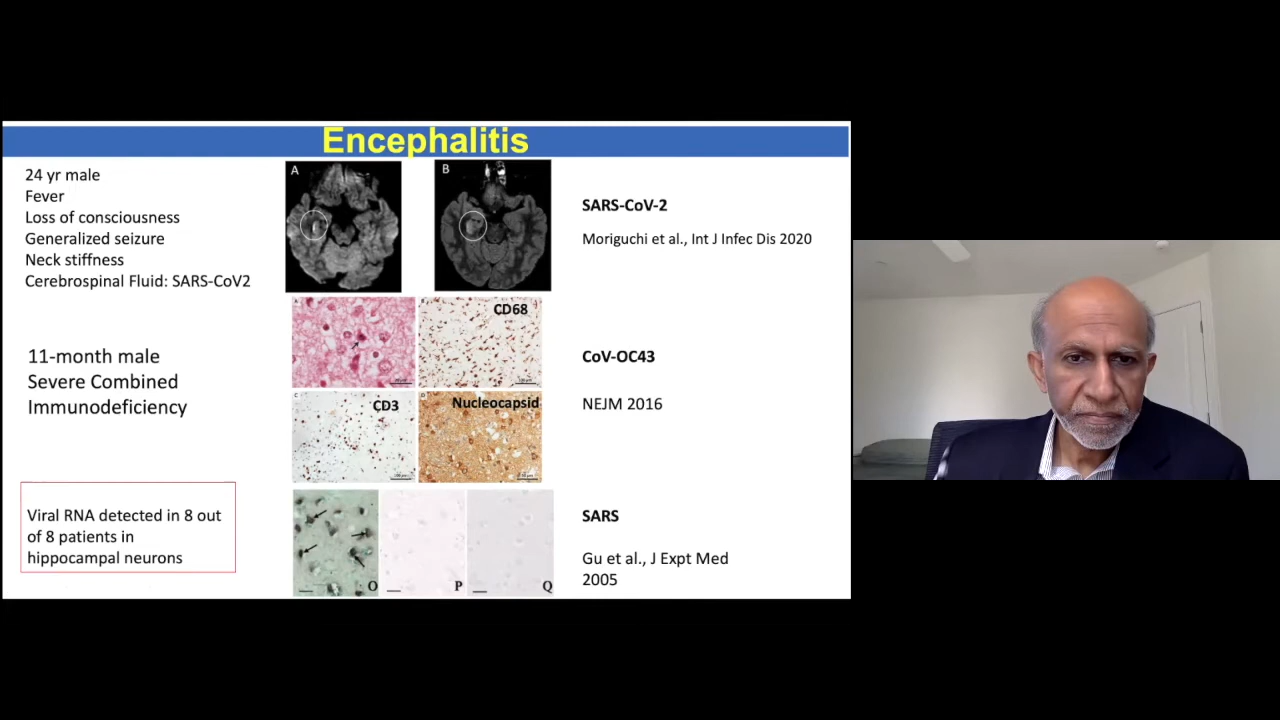 Encephalitis
24 yr male
Fever
Loss of consciousness
Generalized seizure
Neck stiffness
Cerebrospinal Fluid: SARS-CoV2
A
B
SARS-CoV-2
Moriguchi et al., Int J Infec Dis 2020
11-month male
Severe Combined
Immunodeficiency
CD68
CD3
Nucleocapsid
CoV-OC43
NEJM 2016
Viral RNA detected in 8 out
of 8 patients in
hippocampal neurons
O
P
Q
SARS
Gu et al., J Expt Med
2005